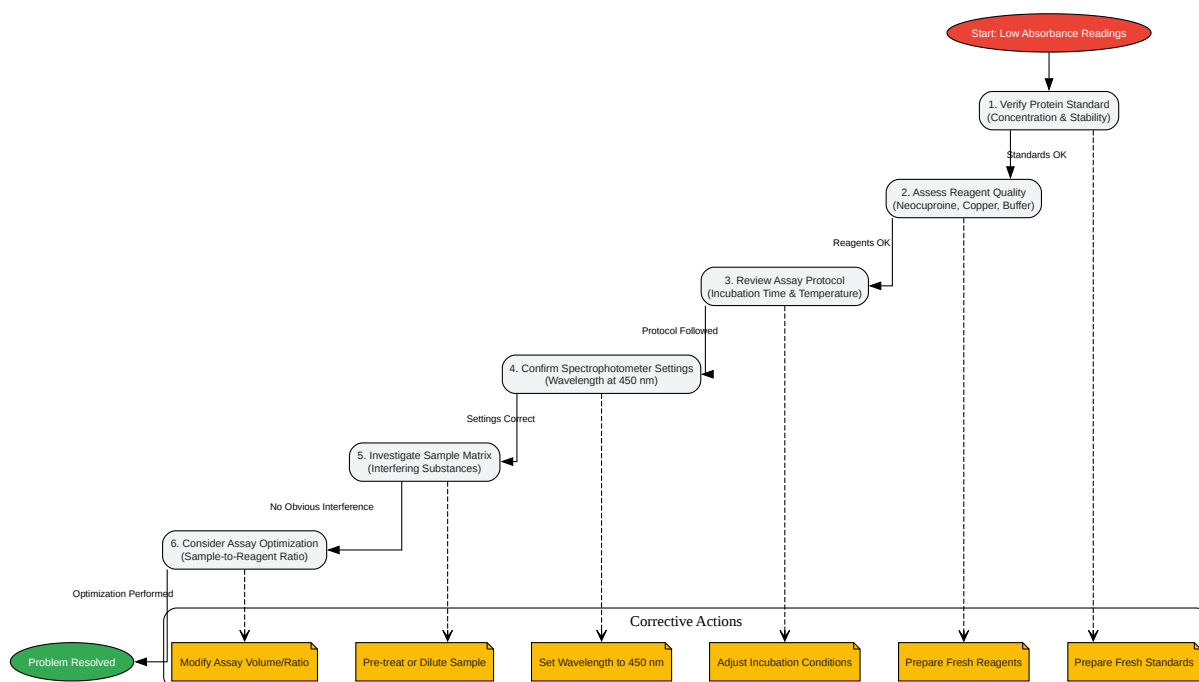 Start: Low Absorbance Readings
1. Verify Protein Standard
(Concentration & Stability)
Standards OK
2. Assess Reagent Quality
(Neocuproine, Copper, Buffer)
Reagents OK
3. Review Assay Protocol
(Incubation Time & Temperature)
Protocol Followed
4. Confirm Spectrophotometer Settings
(Wavelength at 450 nm)
Settings Correct
5. Investigate Sample Matrix
(Interfering Substances)
No Obvious Interference
6. Consider Assay Optimization
(Sample-to-Reagent Ratio)
Optimization Performed
Corrective Actions
Problem Resolved
Modify Assay Volume/Ratio
Pre-treat or Dilute Sample
Set Wavelength to 450 nm
Adjust Incubation Conditions
Prepare Fresh Reagents
Prepare Fresh Standards